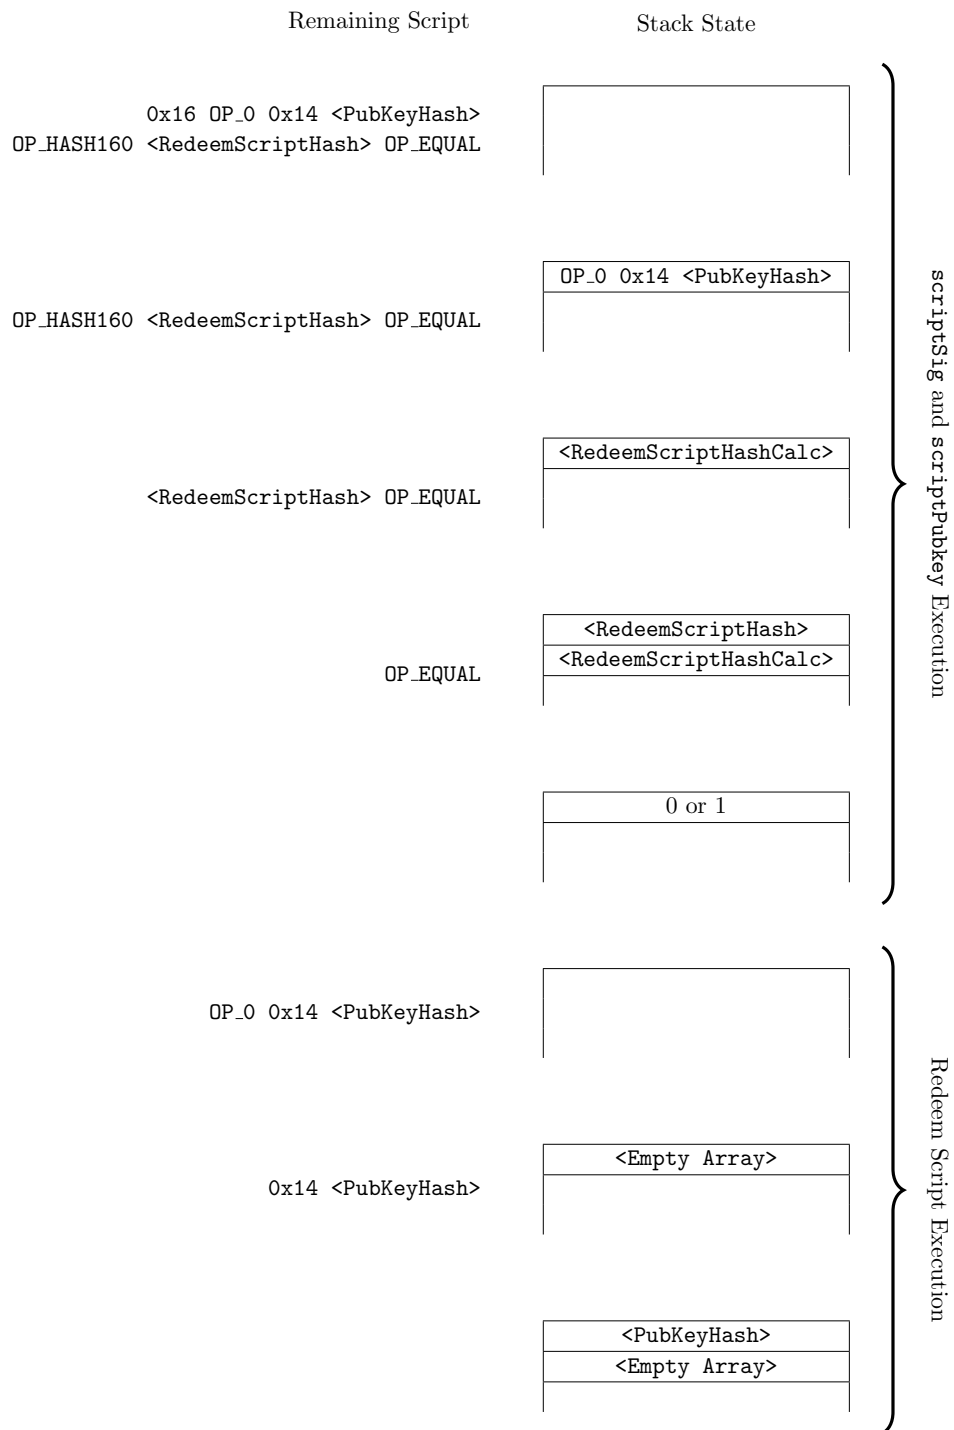 Remaining Script
Stack State
0x16 OP_0 0x14 <PubKeyHash>
OP_HASH160 <RedeemScriptHash> OP_EQUAL
OP_0 0x14 <PubKeyHash>
OP_HASH160 <RedeemScriptHash> OP_EQUAL
<RedeemScriptHashCalc>
<RedeemScriptHash> OP_EQUAL
<RedeemScriptHash>
<RedeemScriptHashCalc>
OP_EQUAL
0 or 1
scriptSig and scriptPubkey Execution
OP_0 0x14 <PubKeyHash>
<Empty Array>
0x14 <PubKeyHash>
<PubKeyHash>
<Empty Array>
Redeem Script Execution